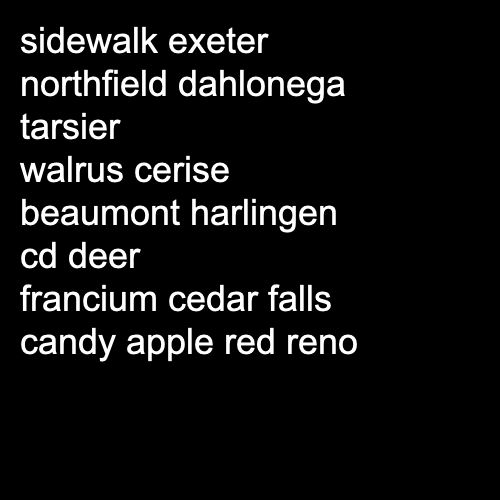 sidewalk exeter
northfield dahlonega
tarsier
walrus cerise
beaumont harlingen
cd deer
francium cedar falls
candy apple red reno